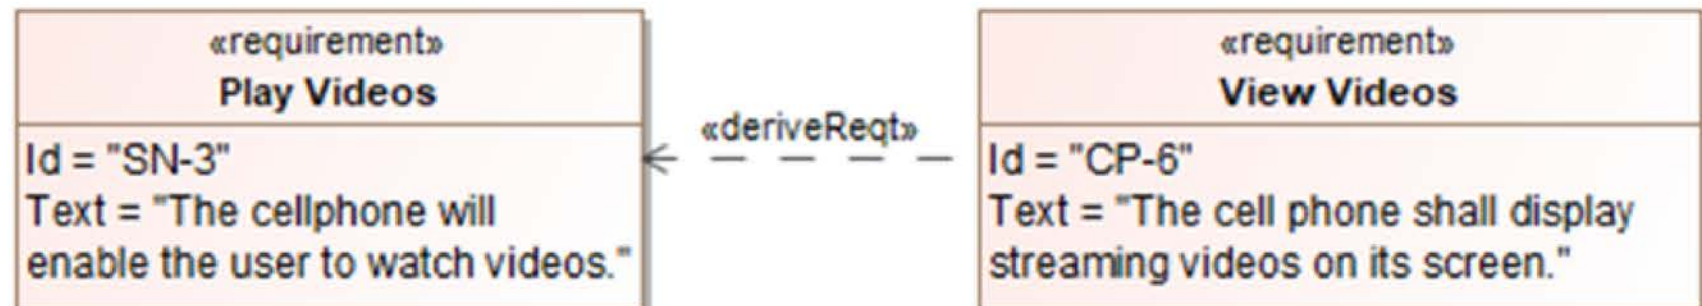 «requirement»
Play Videos
Id = "SN-3"
Text = "The cellphone will
enable the user to watch videos."
«deriveReqt»
«requirement»
View Videos
Id = "CP-6"
Text = "The cell phone shall display
streaming videos on its screen."